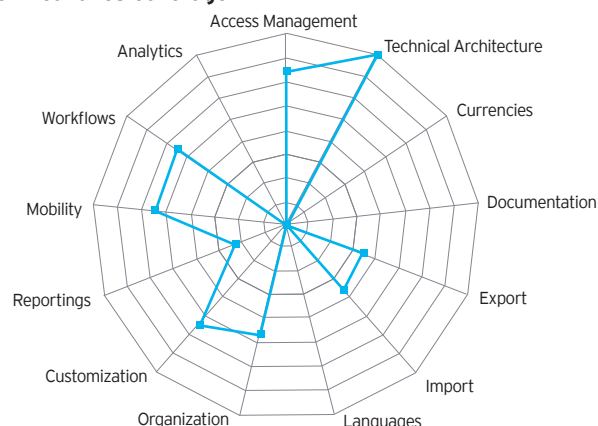 Access Management
Technical Architecture
Currencies
Documentation
Export
Import
Languages
Organization
Customization
Reportings
Mobility
Workflows
Analytics